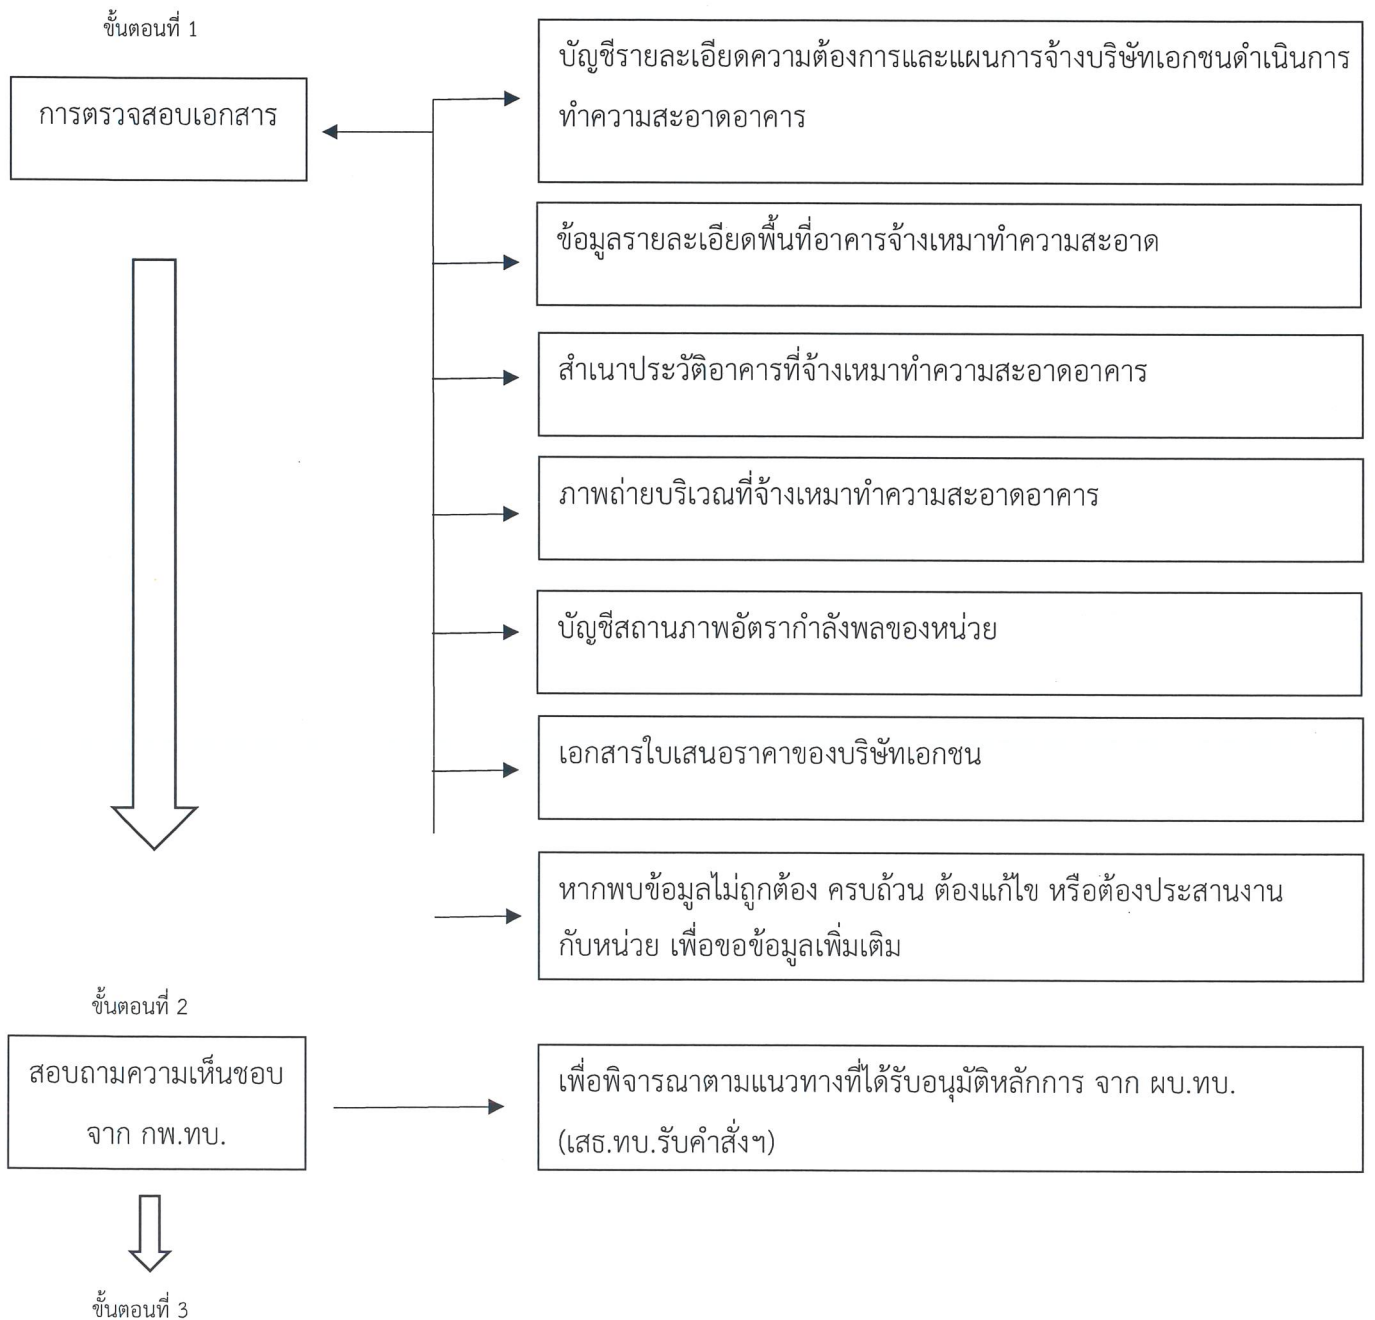 ขั้นตอนที่ 1
การตรวจสอบเอกสาร
บัญชีรายละเอียดความต้องการและแผนการจ้างบริษัทเอกชนดำเนินการ
ทำความสะอาดอาคาร
ข้อมูลรายละเอียดพื้นที่อาคารจ้างเหมาทำความสะอาด
สำเนาประวัติอาคารที่จ้างเหมาทำความสะอาดอาคาร
ภาพถ่ายบริเวณที่จ้างเหมาทำความสะอาดอาคาร
บัญชีสถานภาพอัตรากำลังพลของหน่วย
เอกสารใบเสนอราคาของบริษัทเอกชน
หากพบข้อมูลไม่ถูกต้อง ครบถ้วน ต้องแก้ไข หรือต้องประสานงาน
กับหน่วย เพื่อขอข้อมูลเพิ่มเติม
ขั้นตอนที่ 2
สอบถามความเห็นชอบ
จาก กพ.ทบ.
เพื่อพิจารณาตามแนวทางที่ได้รับอนุมัติหลักการ จาก ผบ.ทบ.
(เสธ.ทบ.รับคำสั่งฯ)
ขั้นตอนที่ 3